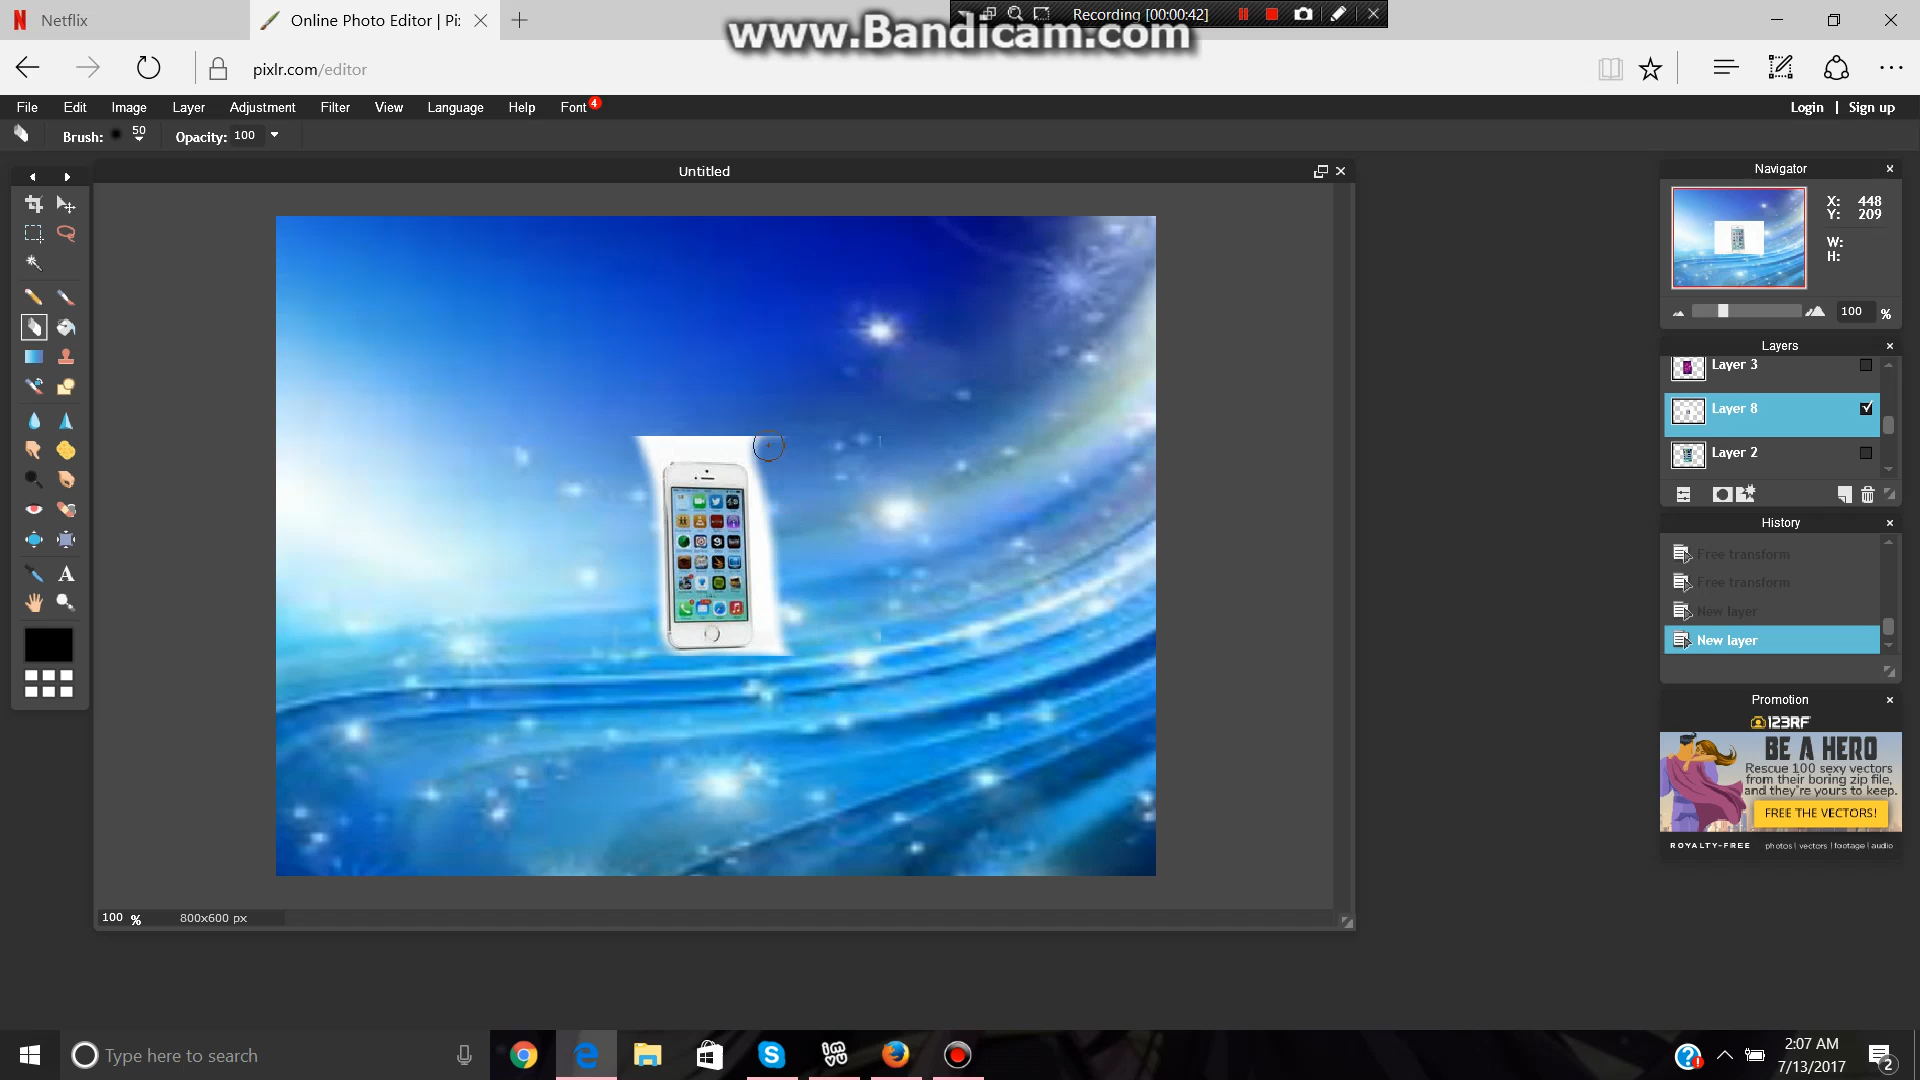 Netflix
Online Photo Editor | Pi:
Recording [00:00:42]
www.Bandicam.com
pixlr.com/editor
File Edit Image Layer Adjustment Filter View Language Help Font 4
Login | Sign up
Brush: 50 Opacity: 100
Untitled
Navigator
X: 448
Y: 209
W:
H:
100 %
Layers
Layer 3
Layer 8
Layer 2
History
Free transform
Free transform
New layer
New layer
Promotion
123RF
BE A HERO
Rescue 100 sexy vectors
from their boring zip file,
and they're yours to keep.
FREE THE VECTORS!
ROYALTY-FREE photos | vectors | footage | audio
100 % 800x600 px
A
Type here to search
imvu
2:07 AM
7/13/2017
2